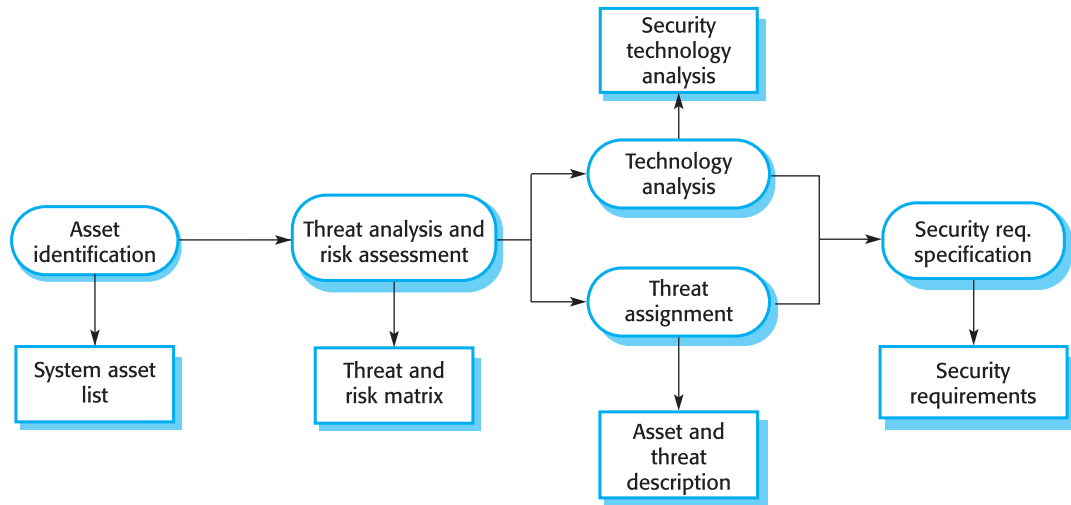 Security
technology
analysis
Technology
analysis
Asset
identification
Threat analysis and
risk assessment
Security req.
specification
Threat
assignment
System asset
list
Threat and
risk matrix
Security
requirements
Asset and
threat
description